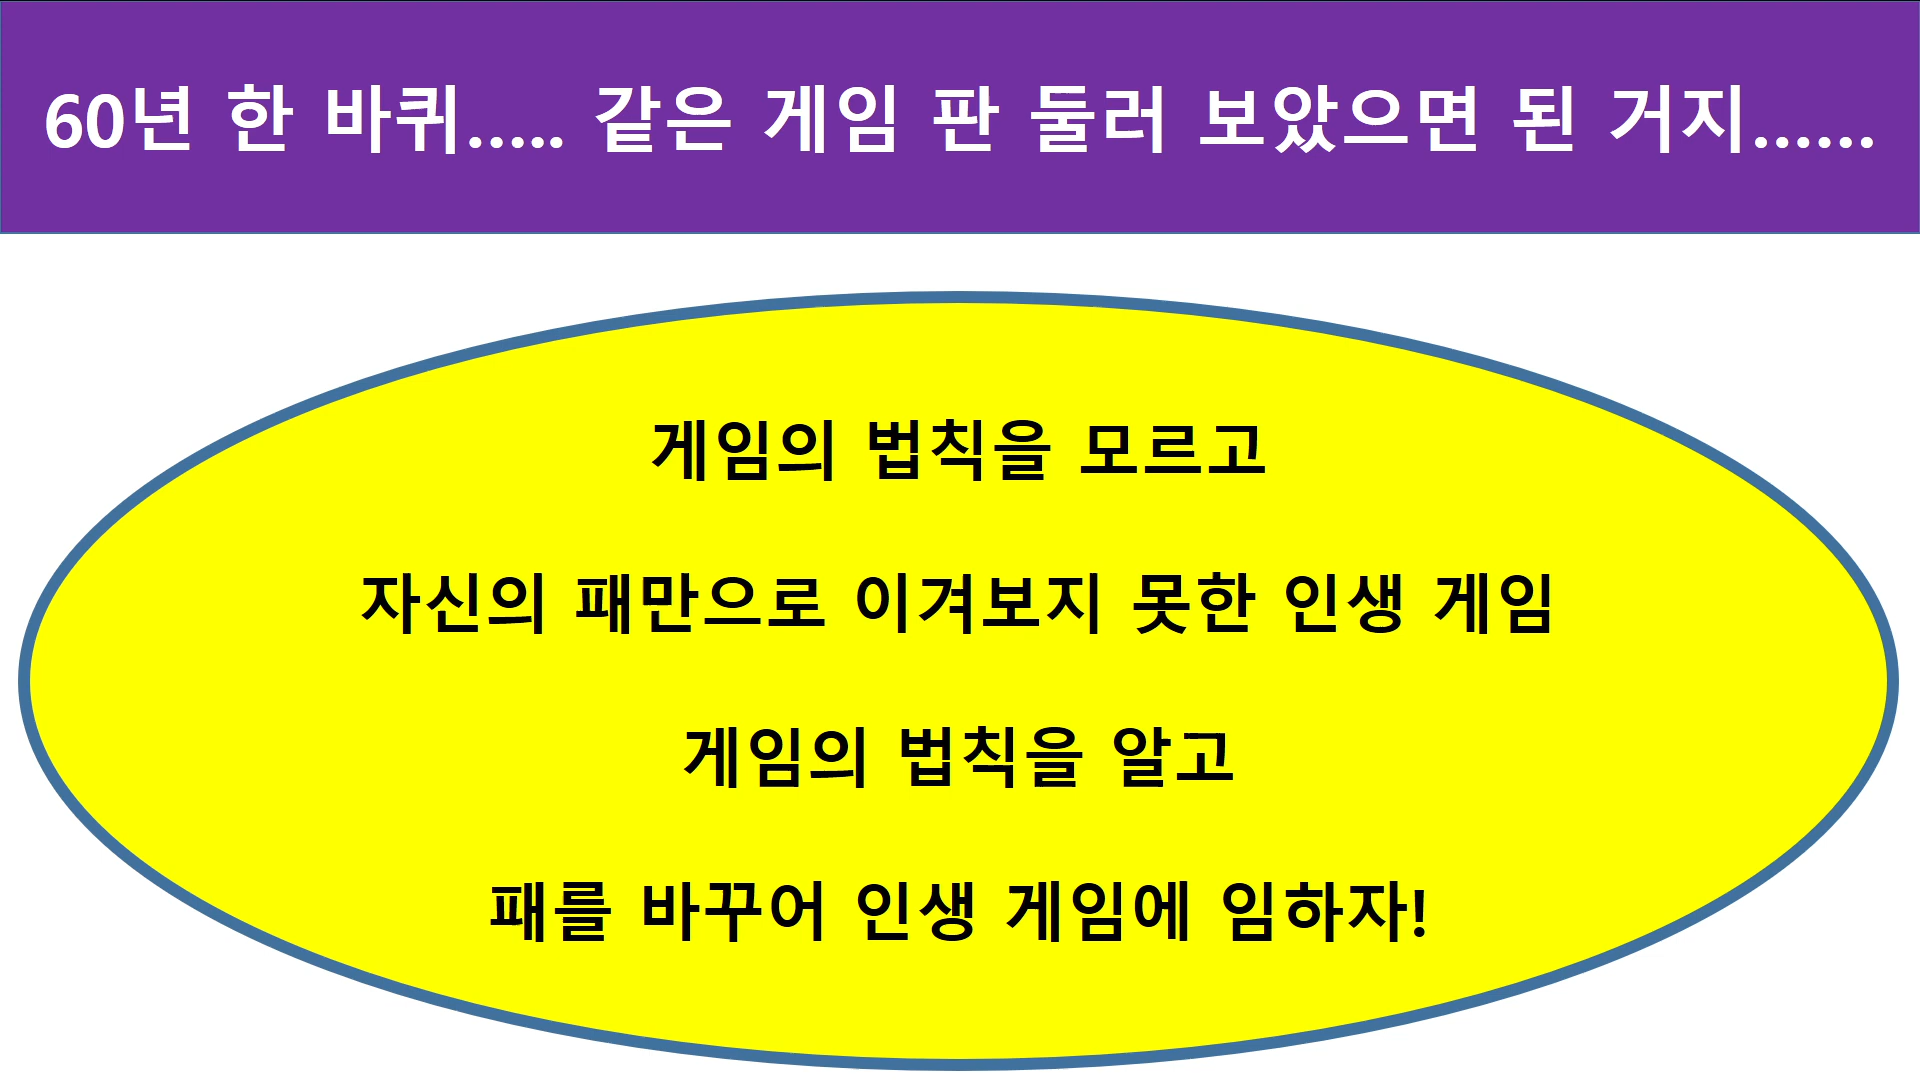 60년 한 바퀴..... 같은 게임 판 둘러 보았으면 된 거지......
게임의 법칙을 모르고
자신의 패만으로 이겨보지 못한 인생 게임
게임의 법칙을 알고
패를 바꾸어 인생 게임에 임하자!